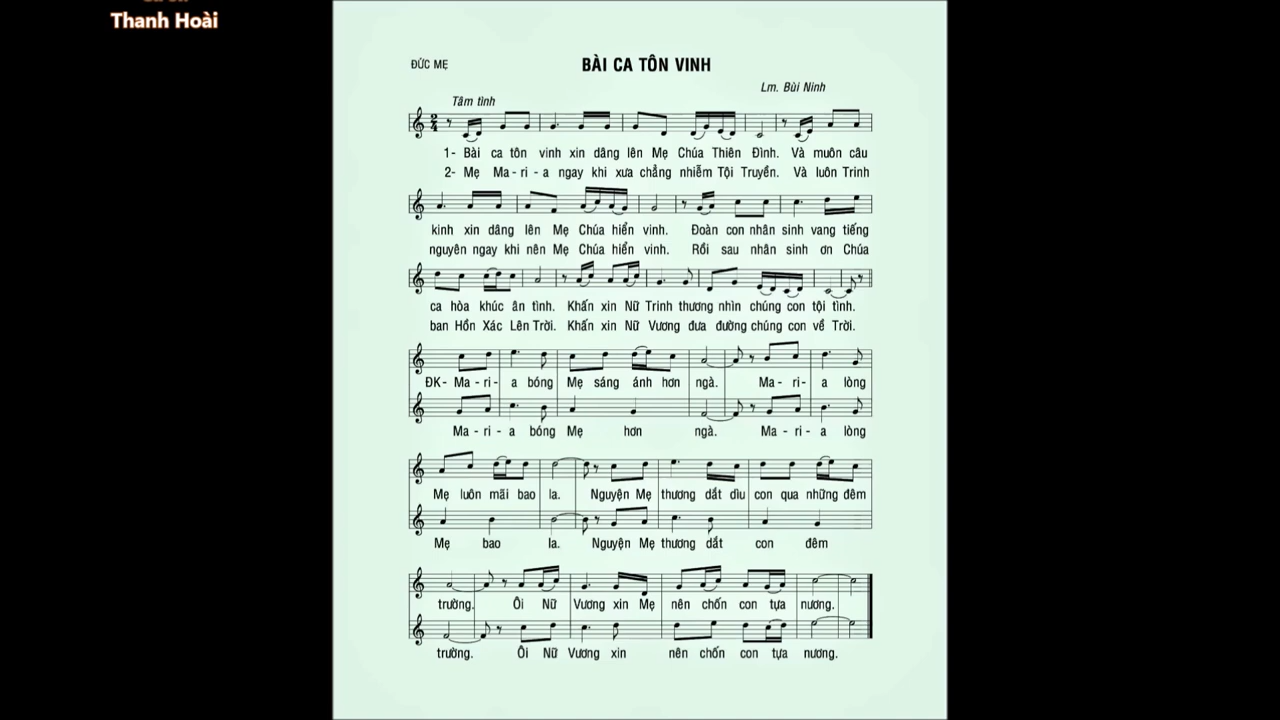 Thanh Hoài
ĐỨC MẸ
BÀI CA TÔN VINH
Lm. Bùi Ninh
Tâm tình
1- Bài ca tôn vinh xin dâng lên Mẹ Chúa Thiên Đình. Và muôn câu
2- Mẹ Ma - ri - a ngay khi xưa chẳng nhiễm Tội Truyền. Và luôn Trinh
kinh xin dâng lên Mẹ Chúa hiển vinh. Đoàn con nhân sinh vang tiếng
nguyên ngay khi nên Mẹ Chúa hiển vinh. Rồi sau nhân sinh ơn Chúa
ca hòa khúc ân tình. Khấn xin Nữ Trinh thương nhìn chúng con tội tình.
ban Hồn Xác Lên Trời. Khấn xin Nữ Vương đưa đường chúng con về Trời.
ĐK- Ma - ri - a bóng Mẹ sáng ánh hơn ngà. Ma - ri - a lòng
Ma - ri - a bóng Mẹ hơn ngà. Ma - ri - a lòng
Mẹ luôn mãi bao la. Nguyện Mẹ thương dắt dìu con qua những đêm
Mẹ bao la. Nguyện Mẹ thương dắt con đêm
trường. Ôi Nữ Vương xin Mẹ nên chốn con tựa nương.
trường. Ôi Nữ Vương xin nên chốn con tựa nương.